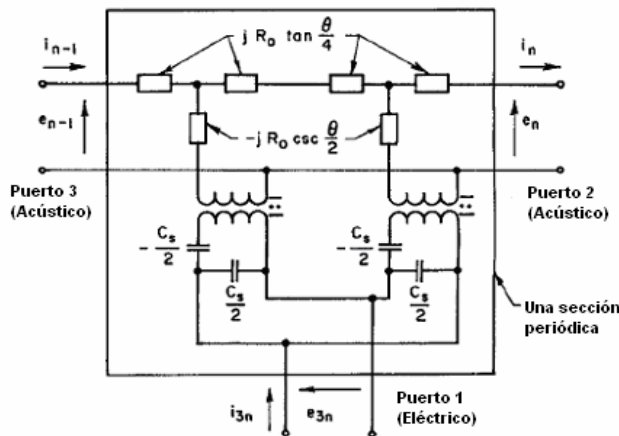 j R₀ tan θ/4
i n-1
i n
e n-1
-j R₀ csc θ/2
e n
Puerto 3
(Acústico)
Puerto 2
(Acústico)
- Cs/2
Cs/2
- Cs/2
Cs/2
Una sección
periódica
Puerto 1
(Eléctrico)
i 3n
e 3n